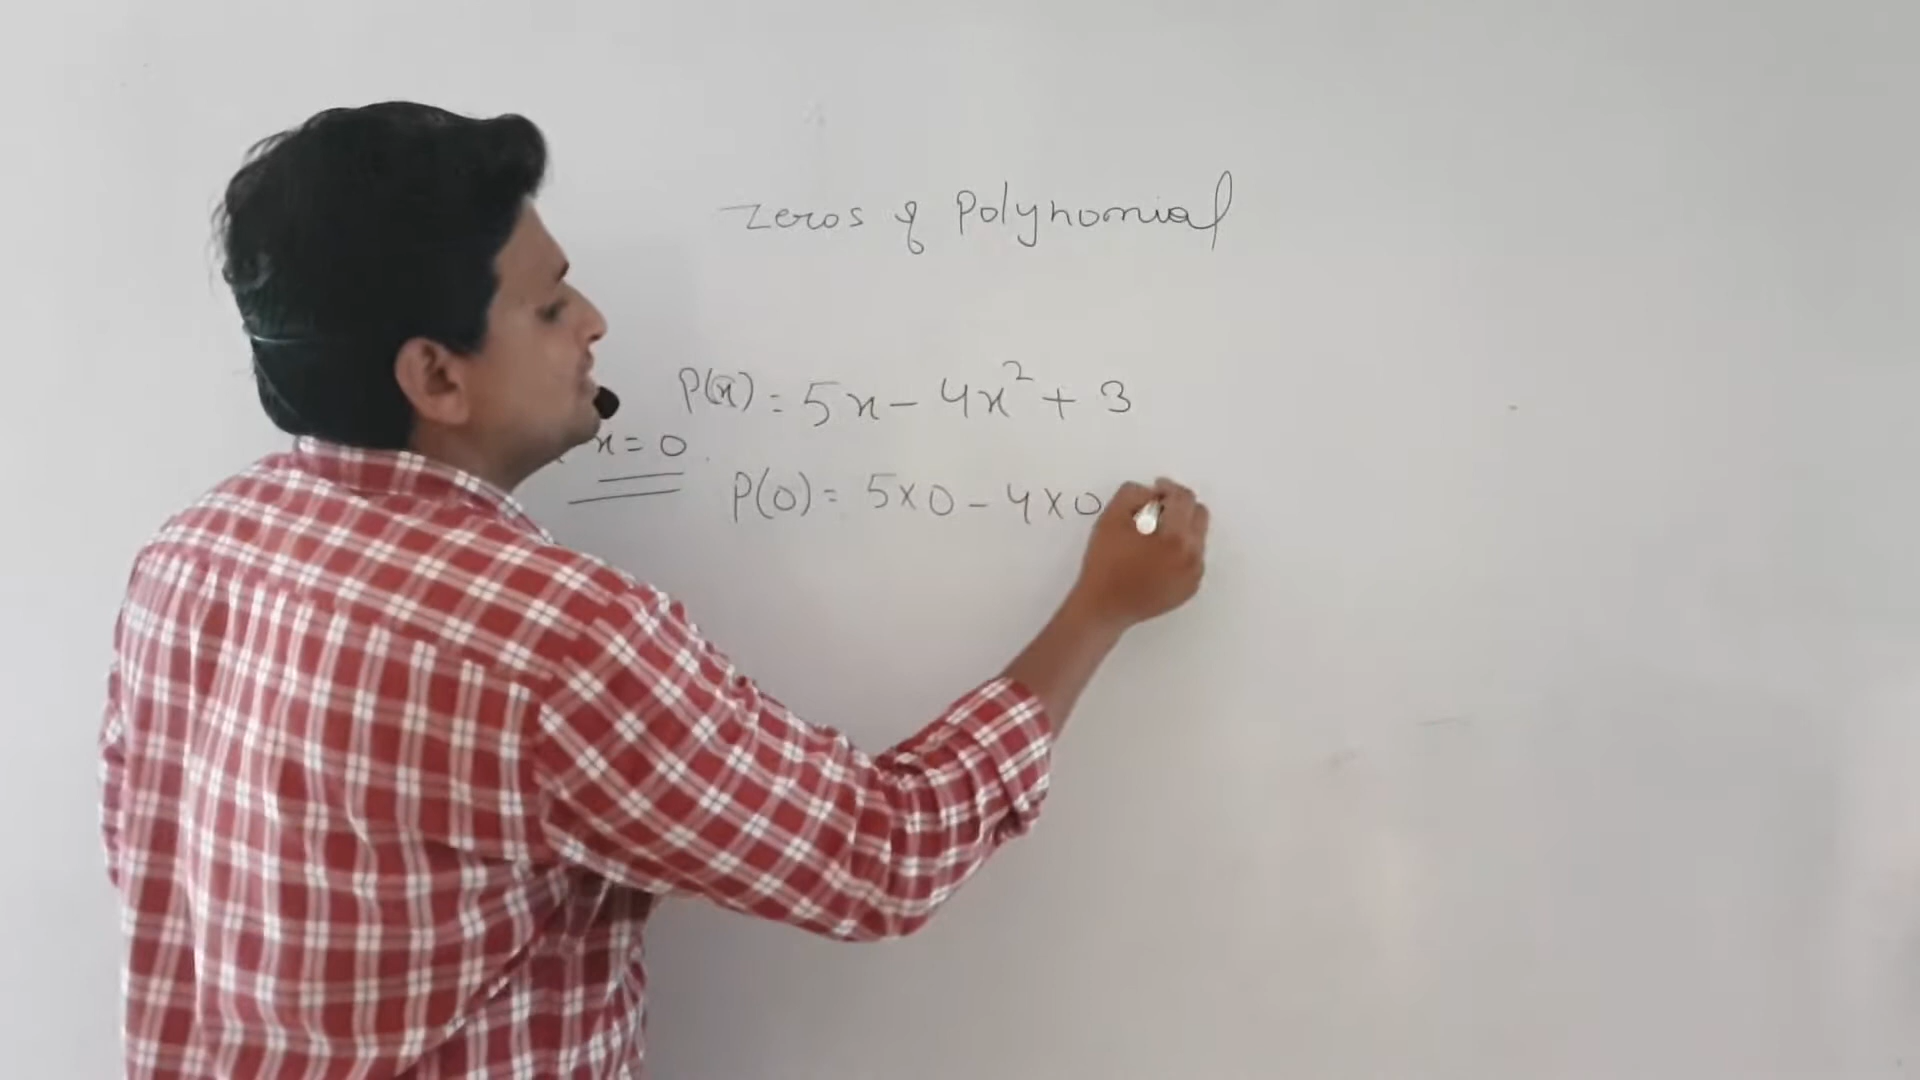 Zeros of Polynomial
P(x) = 5x - 4x² + 3
x = 0
P(0) = 5×0 - 4×0